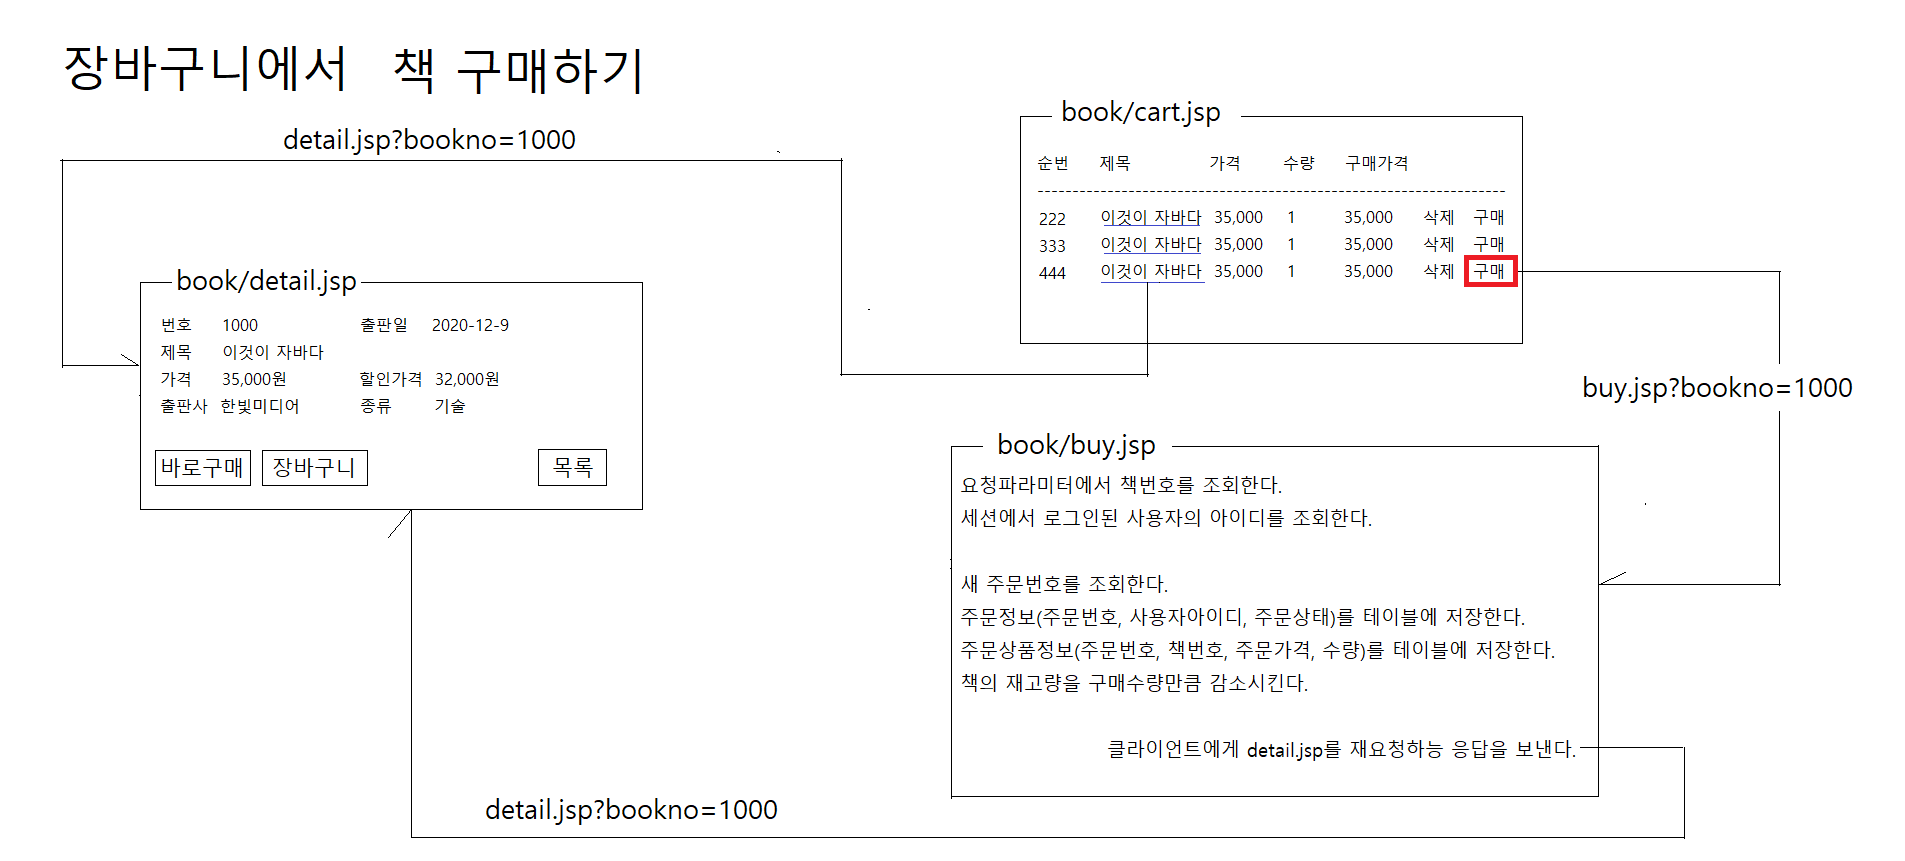 장바구니에서 책 구매하기
detail.jsp?bookno=1000
book/cart.jsp
순번 제목 가격 수량 구매가격
------------------------------------------------------------------
222 이것이 자바다 35,000 1 35,000 삭제 구매
333 이것이 자바다 35,000 1 35,000 삭제 구매
444 이것이 자바다 35,000 1 35,000 삭제 구매
book/detail.jsp
번호 1000 출판일 2020-12-9
제목 이것이 자바다
가격 35,000원 할인가격 32,000원
출판사 한빛미디어 종류 기술
바로구매 장바구니 목록
buy.jsp?bookno=1000
book/buy.jsp
요청파라미터에서 책번호를 조회한다.
세션에서 로그인된 사용자의 아이디를 조회한다.
새 주문번호를 조회한다.
주문정보(주문번호, 사용자아이디, 주문상태)를 테이블에 저장한다.
주문상품정보(주문번호, 책번호, 주문가격, 수량)를 테이블에 저장한다.
책의 재고량을 구매수량만큼 감소시킨다.
클라이언트에게 detail.jsp를 재요청하능 응답을 보낸다.
detail.jsp?bookno=1000